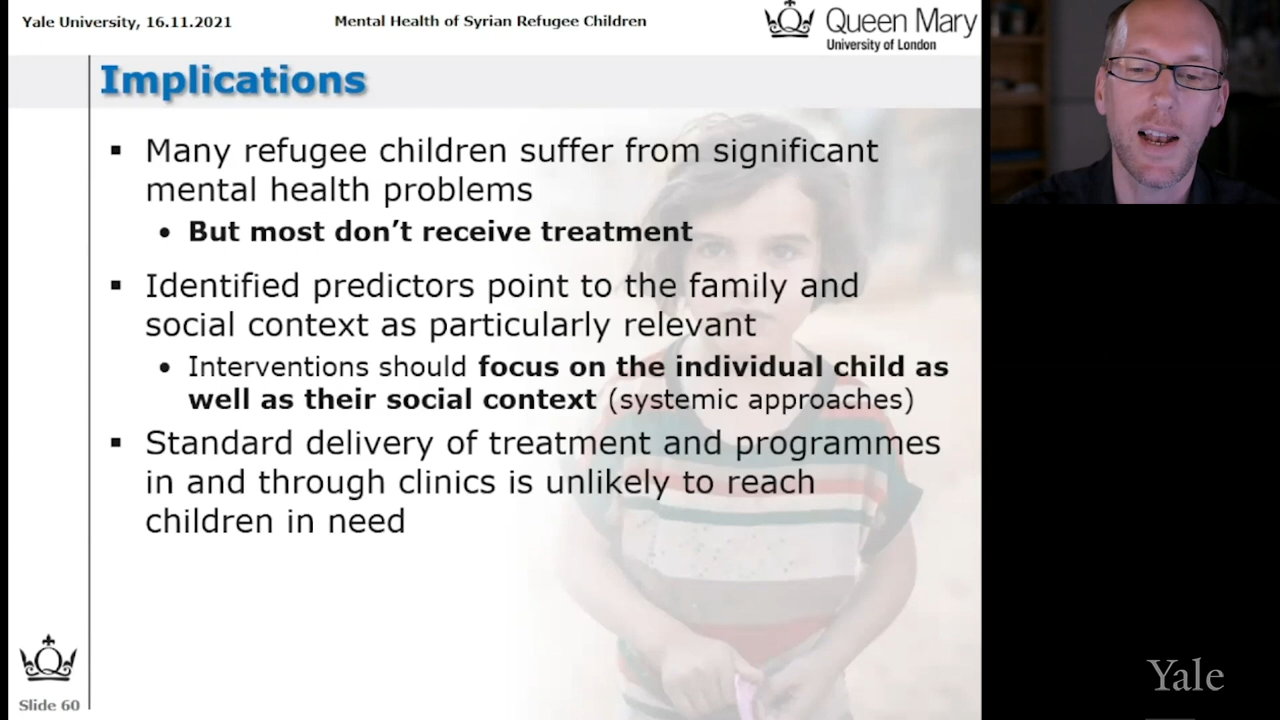 Yale University, 16.11.2021
Mental Health of Syrian Refugee Children
Queen Mary
University of London
Implications
▪ Many refugee children suffer from significant
mental health problems
• But most don't receive treatment
▪ Identified predictors point to the family and
social context as particularly relevant
• Interventions should focus on the individual child as
well as their social context (systemic approaches)
▪ Standard delivery of treatment and programmes
in and through clinics is unlikely to reach
children in need
Slide 60
Yale